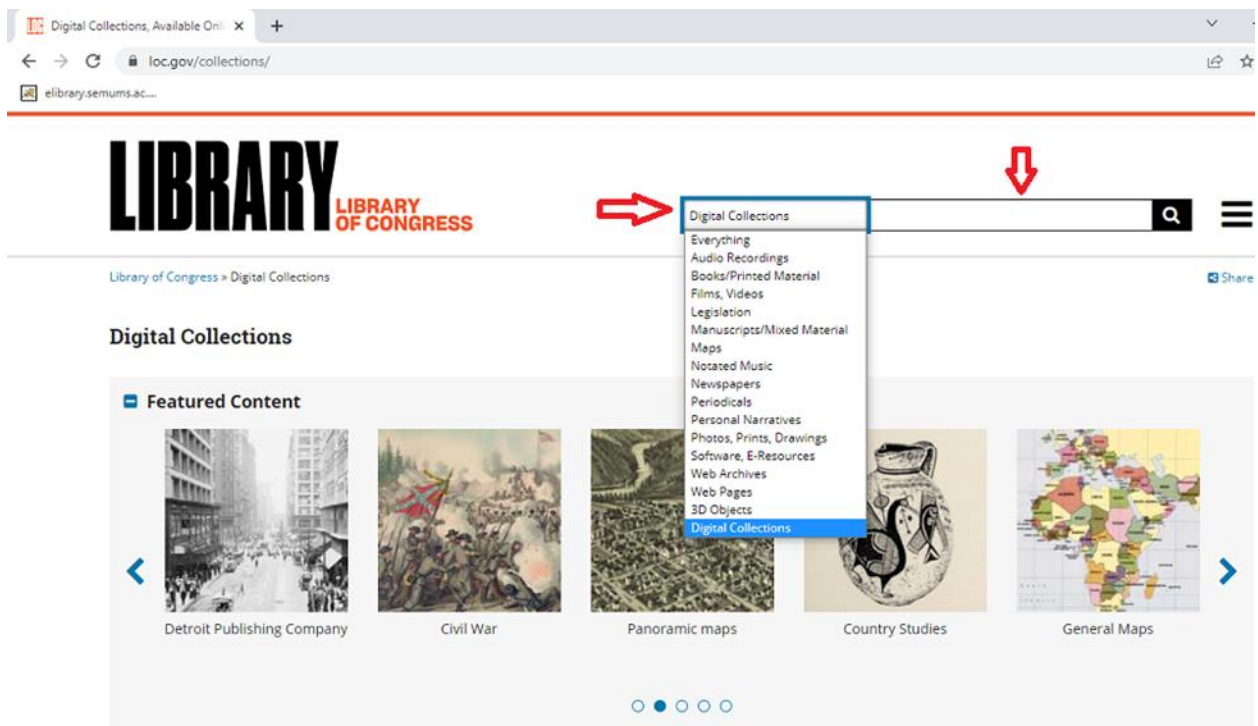 Digital Collections, Available Onli
loc.gov/collections/
elibrary.semums.ac....
LIBRARY
LIBRARY
OF CONGRESS
Digital Collections
Everything
Audio Recordings
Books/Printed Material
Films, Videos
Legislation
Manuscripts/Mixed Material
Maps
Notated Music
Newspapers
Periodicals
Personal Narratives
Photos, Prints, Drawings
Software, E-Resources
Web Archives
Web Pages
3D Objects
Digital Collections
Library of Congress » Digital Collections
Share
Digital Collections
Featured Content
Detroit Publishing Company
Civil War
Panoramic maps
Country Studies
General Maps